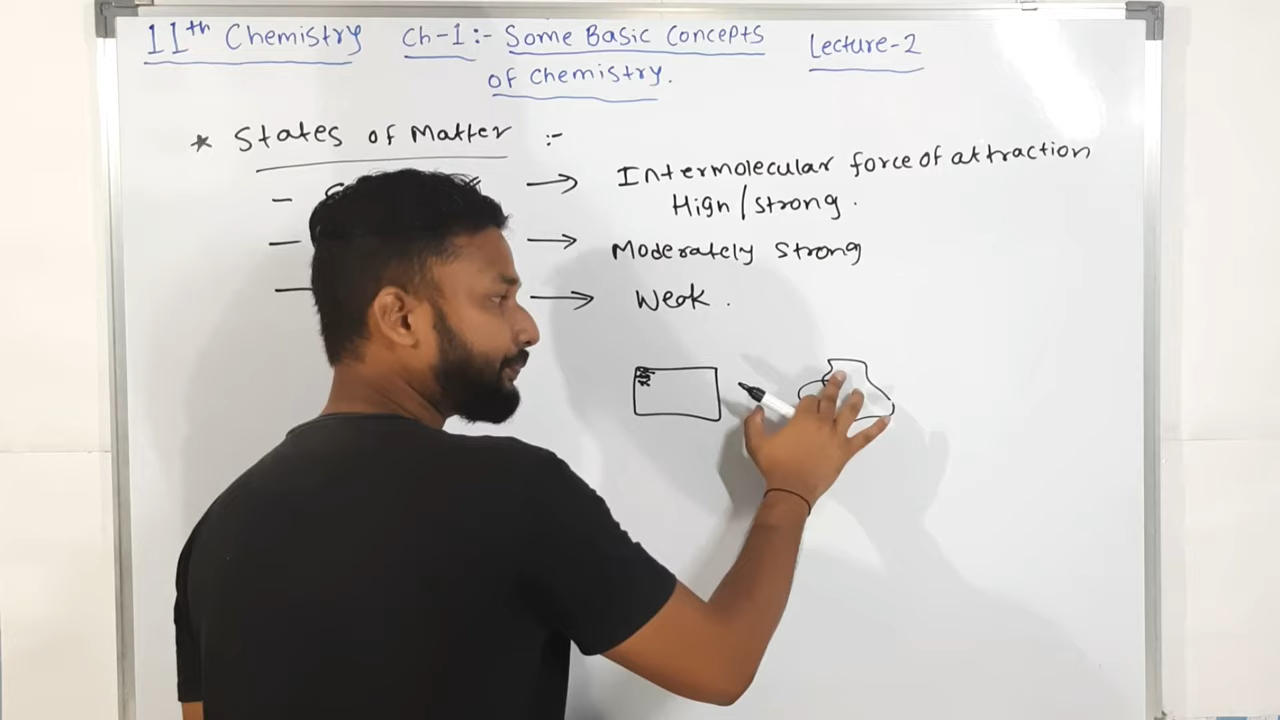 11th Chemistry Ch-1:- Some Basic Concepts of Chemistry. Lecture-2
* States of Matter :-
- → Intermolecular force of attraction
High/strong.
- → Moderately strong
- → Weak.